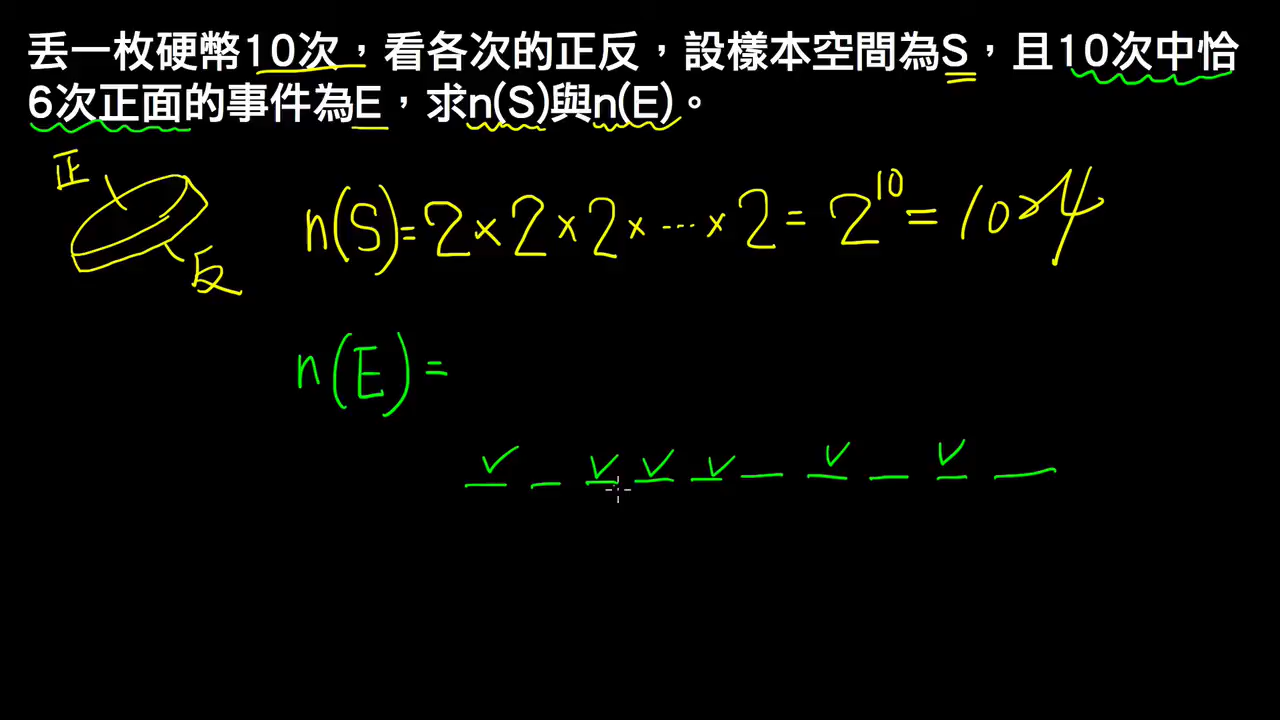 丟一枚硬幣10次，看各次的正反，設樣本空間為S，且10次中恰
6次正面的事件為E，求n(S)與n(E)。
正
反
n(S)=2×2×2×…×2=2¹⁰=1024
n(E)=